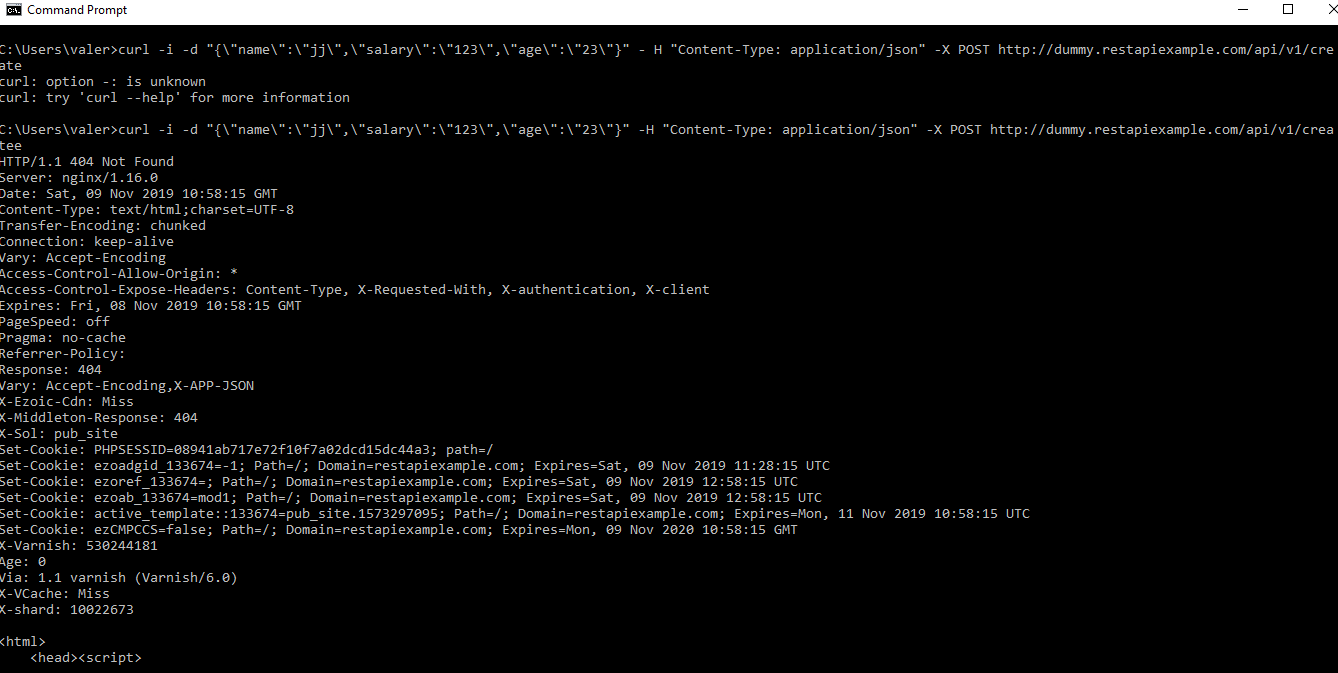 Command Prompt
C:\Users\valer>curl -i -d "{\"name\":\"jj\",\"salary\":\"123\",\"age\":\"23\"}" - H "Content-Type: application/json" -X POST http://dummy.restapiexample.com/api/v1/cre
ate
curl: option -: is unknown
curl: try 'curl --help' for more information
C:\Users\valer>curl -i -d "{\"name\":\"jj\",\"salary\":\"123\",\"age\":\"23\"}" -H "Content-Type: application/json" -X POST http://dummy.restapiexample.com/api/v1/crea
tee
HTTP/1.1 404 Not Found
Server: nginx/1.16.0
Date: Sat, 09 Nov 2019 10:58:15 GMT
Content-Type: text/html;charset=UTF-8
Transfer-Encoding: chunked
Connection: keep-alive
Vary: Accept-Encoding
Access-Control-Allow-Origin: *
Access-Control-Expose-Headers: Content-Type, X-Requested-With, X-authentication, X-client
Expires: Fri, 08 Nov 2019 10:58:15 GMT
PageSpeed: off
Pragma: no-cache
Referrer-Policy:
Response: 404
Vary: Accept-Encoding,X-APP-JSON
X-Ezoic-Cdn: Miss
X-Middleton-Response: 404
X-Sol: pub_site
Set-Cookie: PHPSESSID=08941ab717e72f10f7a02dcd15dc44a3; path=/
Set-Cookie: ezoadgid_133674=-1; Path=/; Domain=restapiexample.com; Expires=Sat, 09 Nov 2019 11:28:15 UTC
Set-Cookie: ezoref_133674=; Path=/; Domain=restapiexample.com; Expires=Sat, 09 Nov 2019 12:58:15 UTC
Set-Cookie: ezoab_133674=mod1; Path=/; Domain=restapiexample.com; Expires=Sat, 09 Nov 2019 12:58:15 UTC
Set-Cookie: active_template::133674=pub_site.1573297095; Path=/; Domain=restapiexample.com; Expires=Mon, 11 Nov 2019 10:58:15 UTC
Set-Cookie: ezCMPCCS=false; Path=/; Domain=restapiexample.com; Expires=Mon, 09 Nov 2020 10:58:15 GMT
X-Varnish: 530244181
Age: 0
Via: 1.1 varnish (Varnish/6.0)
X-VCache: Miss
X-shard: 10022673
<html>
<head><script>